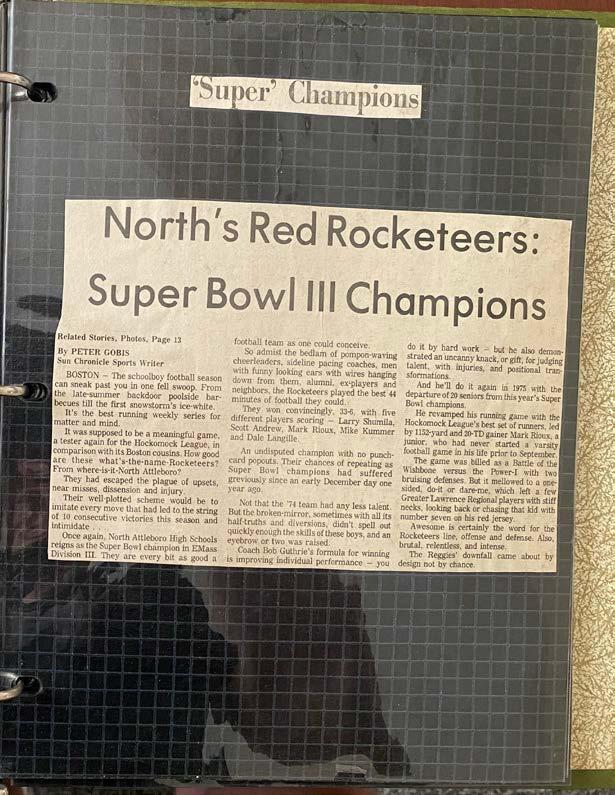 'Super' Champions
North's Red Rocketeers:
Super Bowl III Champions
Related Stories, Photos, Page 13
By PETER GOBIS
Sun Chronicle Sports Writer
BOSTON — The schoolboy football season
can sneak past you in one fell swoop. From
the late-summer backdoor poolside bar-
becues till the first snowstorm's ice-white.
It's the best running weekly series for
matter and mind.
It was supposed to be a meaningful game,
a tester again for the Hockomock League, in
comparison with its Boston cousins. How good
are these what's-the-name-Rocketeers?
From where-is-it-North Attleboro?
They had escaped the plague of upsets,
near misses, dissension and injury.
Their well-plotted scheme would be to
imitate every move that had led to the string
of 10 consecutive victories this season and
intimidate . . .
Once again, North Attleboro High Schools
reigns as the Super Bowl champion in EMass
Division III. They are every bit as good a
football team as one could conceive.
So admist the bedlam of pompon-waving
cheerleaders, sideline pacing coaches, men
with funny looking ears with wires hanging
down from them, alumni, ex-players and
neighbors, the Rocketeers played the best 44
minutes of football they could.
They won convincingly, 33-6, with five
different players scoring — Larry Shumila,
Scott Andrew, Mark Rioux, Mike Kummer
and Dale Langille.
An undisputed champion with no punch-
card popouts. Their chances of repeating as
Super Bowl champions had suffered
greviously since an early December day one
year ago.
Not that the '74 team had any less talent.
But the broken-mirror, sometimes with all its
half-truths and diversions, didn't spell out
quickly enough the skills of these boys, and an
eyebrow or two was raised.
Coach Bob Guthrie's formula for winning
is improving individual performance — you
do it by hard work — but he also demon-
strated an uncanny knack, or gift, for judging
talent, with injuries, and positional tran-
sformations.
And he'll do it again in 1975 with the
departure of 20 seniors from this year's Super
Bowl champions.
He revamped his running game with the
Hockomock League's best set of runners, led
by 1152-yard and 20-TD gainer Mark Rioux, a
junior, who had never started a varsity
football game in his life prior to September.
The game was billed as a Battle of the
Wishbone versus the Power-I with two
bruising defenses. But it mellowed to a one-
sided, do-it or dare-me, which left a few
Greater Lawrence Regional players with stiff
necks, looking back or chasing that kid with
number seven on his red jersey.
Awesome is certainly the word for the
Rocketeers line, offense and defense. Also,
brutal, relentless, and intense.
The Reggies' downfall came about by
design not by chance.